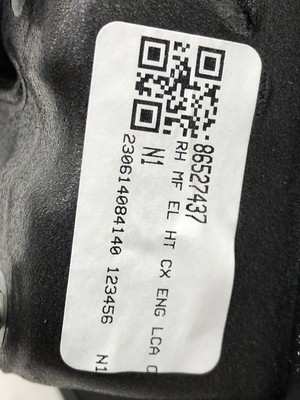 86527437
RH MF EL HT CX ENG LCA C
N1
230614084140 123456 N1